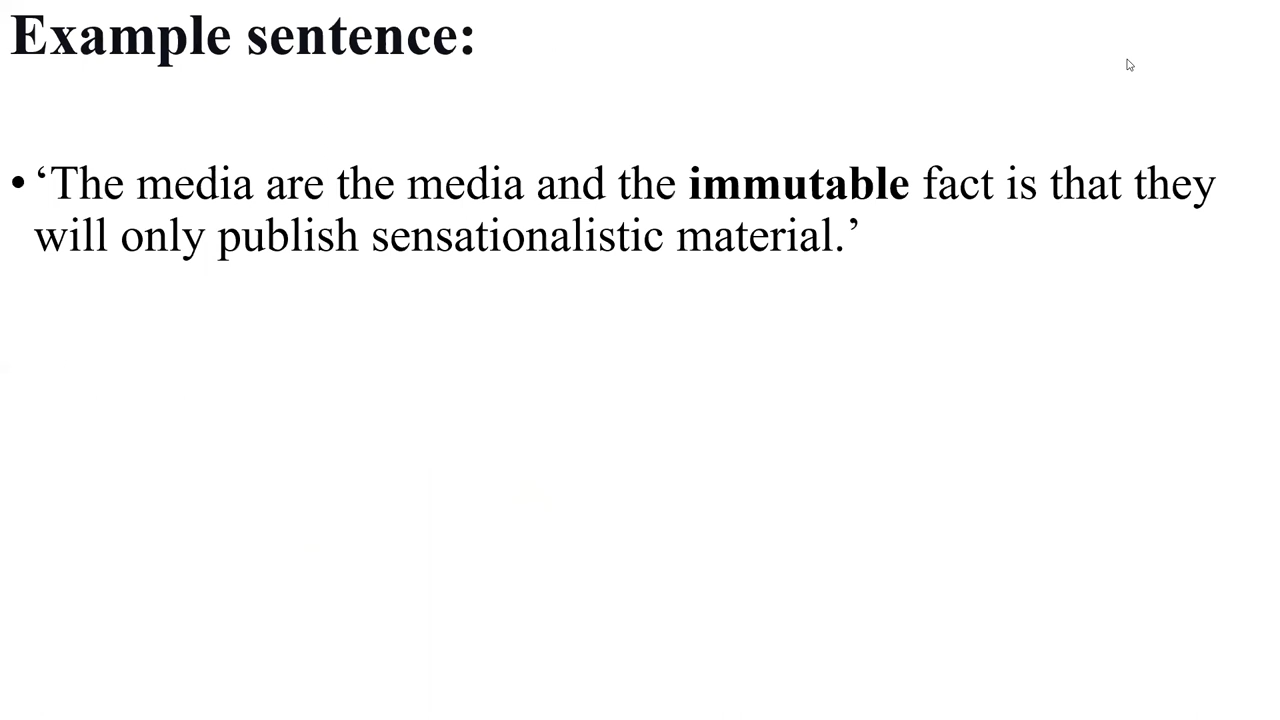 Example sentence:
• ‘The media are the media and the immutable fact is that they
will only publish sensationalistic material.’